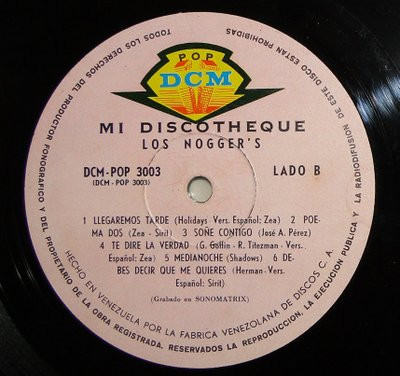 POP
DCM
MI DISCOTHEQUE
LOS NOGGER'S
DCM-POP 3003
(DCM - POP 3003)
LADO B
1 LLEGAREMOS TARDE (Holidays Vers. Español: Zea) 2 POE-
MA DOS (Zea - Sirit) 3 SOÑE CONTIGO (José A. Pérez)
4 TE DIRE LA VERDAD (G. Goffin - R. Titezman - Vers.
Español: Zea) 5 MEDIANOCHE (Shadows) 6 DE-
BES DECIR QUE ME QUIERES (Herman - Vers.
Español: Sirit)
(Grabado en SONOMATRIX)
HECHO EN VENEZUELA POR LA FABRICA VENEZOLANA DE DISCOS C. A.
TODOS LOS DERECHOS DEL PRODUCTOR FONOGRAFICO Y DEL PROPIETARIO DE LA OBRA REGISTRADA. RESERVADOS LA REPRODUCCION, LA EJECUCION PUBLICA Y LA RADIODIFUSION DE ESTE DISCO ESTAN PROHIBIDAS